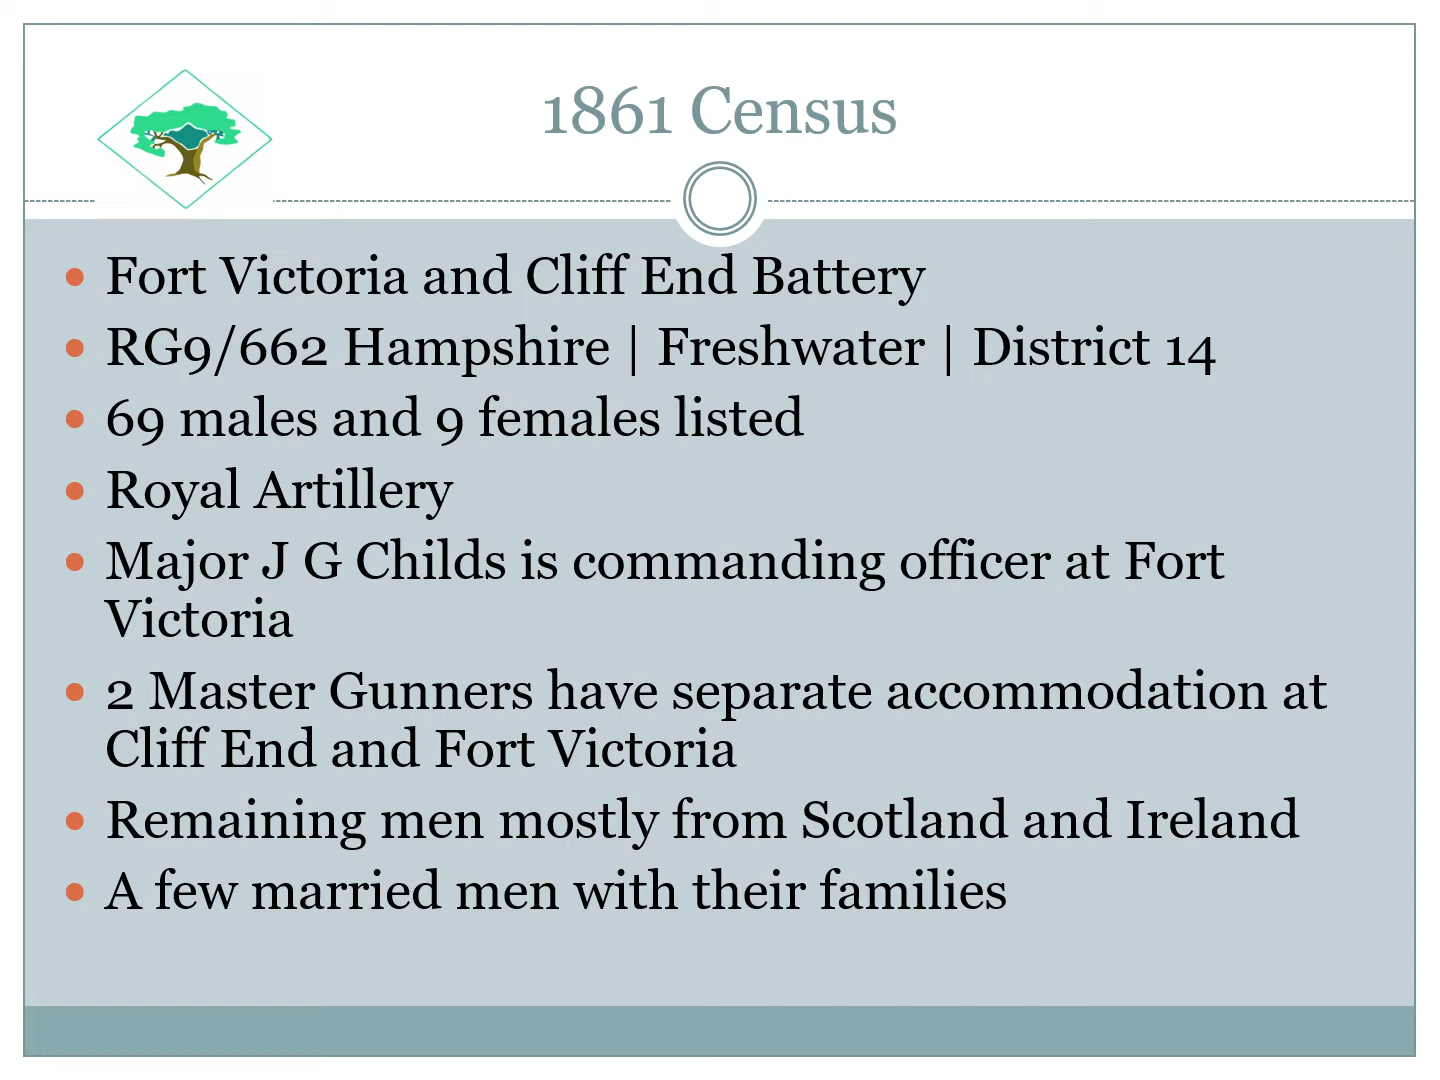 1861 Census
• Fort Victoria and Cliff End Battery
• RG9/662 Hampshire | Freshwater | District 14
• 69 males and 9 females listed
• Royal Artillery
• Major J G Childs is commanding officer at Fort
Victoria
• 2 Master Gunners have separate accommodation at
Cliff End and Fort Victoria
• Remaining men mostly from Scotland and Ireland
• A few married men with their families